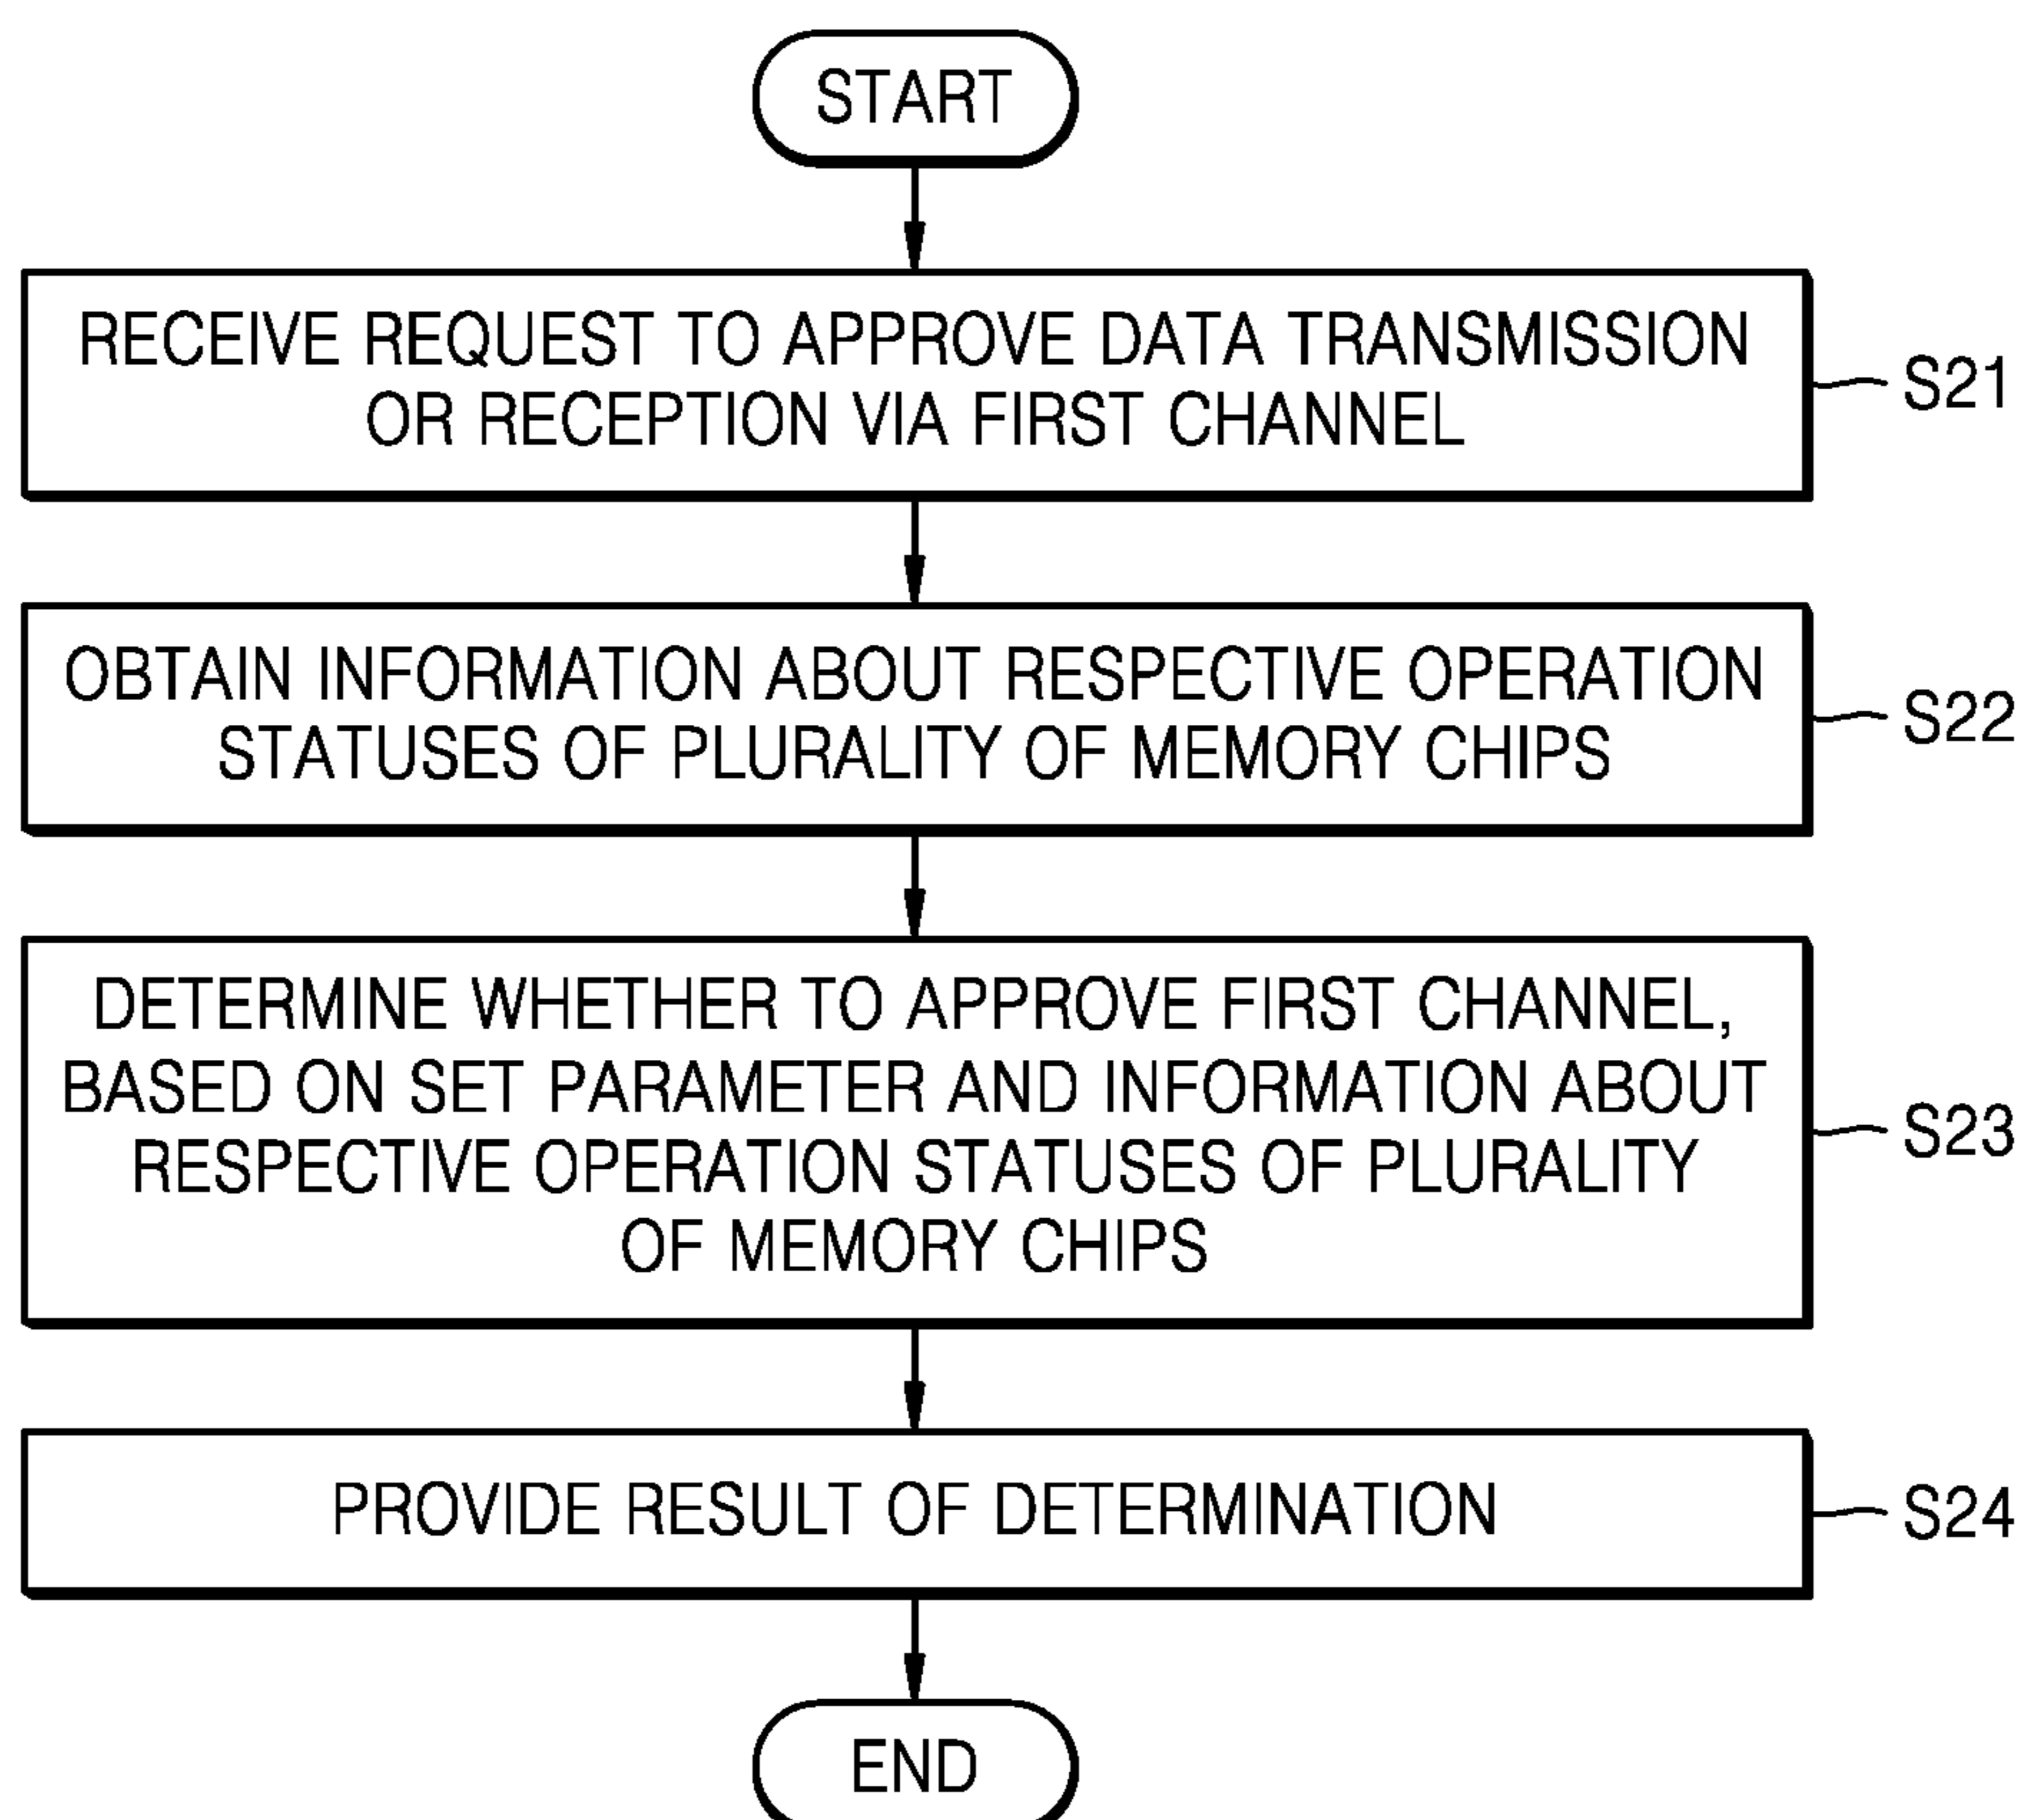 START
RECEIVE REQUEST TO APPROVE DATA TRANSMISSION
OR RECEPTION VIA FIRST CHANNEL
S21
OBTAIN INFORMATION ABOUT RESPECTIVE OPERATION
STATUSES OF PLURALITY OF MEMORY CHIPS
S22
DETERMINE WHETHER TO APPROVE FIRST CHANNEL,
BASED ON SET PARAMETER AND INFORMATION ABOUT
RESPECTIVE OPERATION STATUSES OF PLURALITY
OF MEMORY CHIPS
S23
PROVIDE RESULT OF DETERMINATION
S24
END